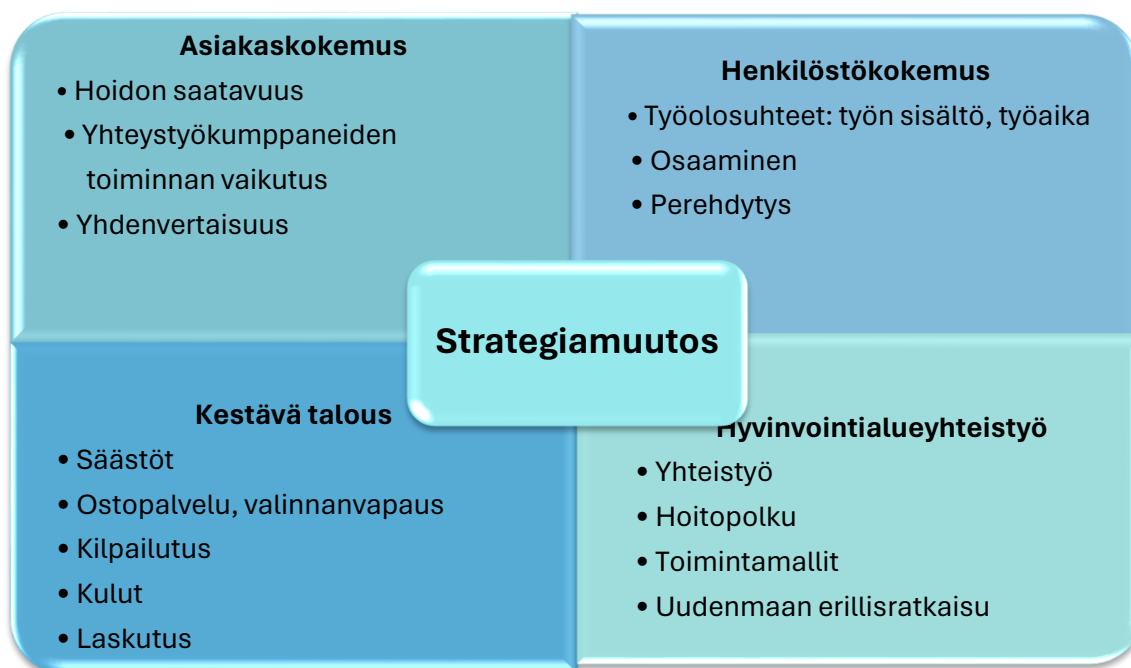 Asiakaskokemus
• Hoidon saatavuus
• Yhteystyökumppaneiden
toiminnan vaikutus
• Yhdenvertaisuus
Henkilöstökokemus
• Työolosuhteet: työn sisältö, työaika
• Osaaminen
• Perehdytys
Strategiamuutos
Kestävä talous
• Säästöt
• Ostopalvelu, valinnanvapaus
• Kilpailutus
• Kulut
• Laskutus
Hyvinvointialueyhteistyö
• Yhteistyö
• Hoitopolku
• Toimintamallit
• Uudenmaan erillisratkaisu